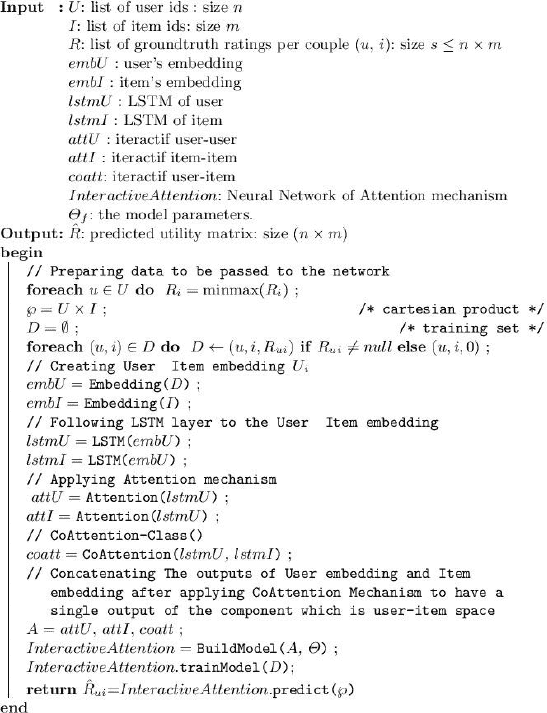 Input : U: list of user ids : size n
I: list of item ids: size m
R: list of groundtruth ratings per couple (u, i): size s ≤ n × m
embU : user's embedding
embI : item's embedding
lstmU : LSTM of user
lstmI : LSTM of item
attU : iteractif user-user
attI : iteractif item-item
coatt: iteractif user-item
InteractiveAttention: Neural Network of Attention mechanism
Θf: the model parameters.
Output: R̂: predicted utility matrix: size (n × m)
begin
// Preparing data to be passed to the network
foreach u ∈ U do Ri = minmax(Ri) ;
℘ = U × I ; /* cartesian product */
D = ∅ ; /* training set */
foreach (u, i) ∈ D do D ← (u, i, Rui) if Rui ≠ null else (u, i, 0) ;
// Creating User Item embedding Ui
embU = Embedding(D) ;
embI = Embedding(I) ;
// Following LSTM layer to the User Item embedding
lstmU = LSTM(embU) ;
lstmI = LSTM(embU) ;
// Applying Attention mechanism
attU = Attention(lstmU) ;
attI = Attention(lstmU) ;
// CoAttention-Class()
coatt = CoAttention(lstmU, lstmI) ;
// Concatenating The outputs of User embedding and Item
embedding after applying CoAttention Mechanism to have a
single output of the component which is user-item space
A = attU, attI, coatt ;
InteractiveAttention = BuildModel(A, Θ) ;
InteractiveAttention.trainModel(D);
return R̂ui=InteractiveAttention.predict(℘)
end